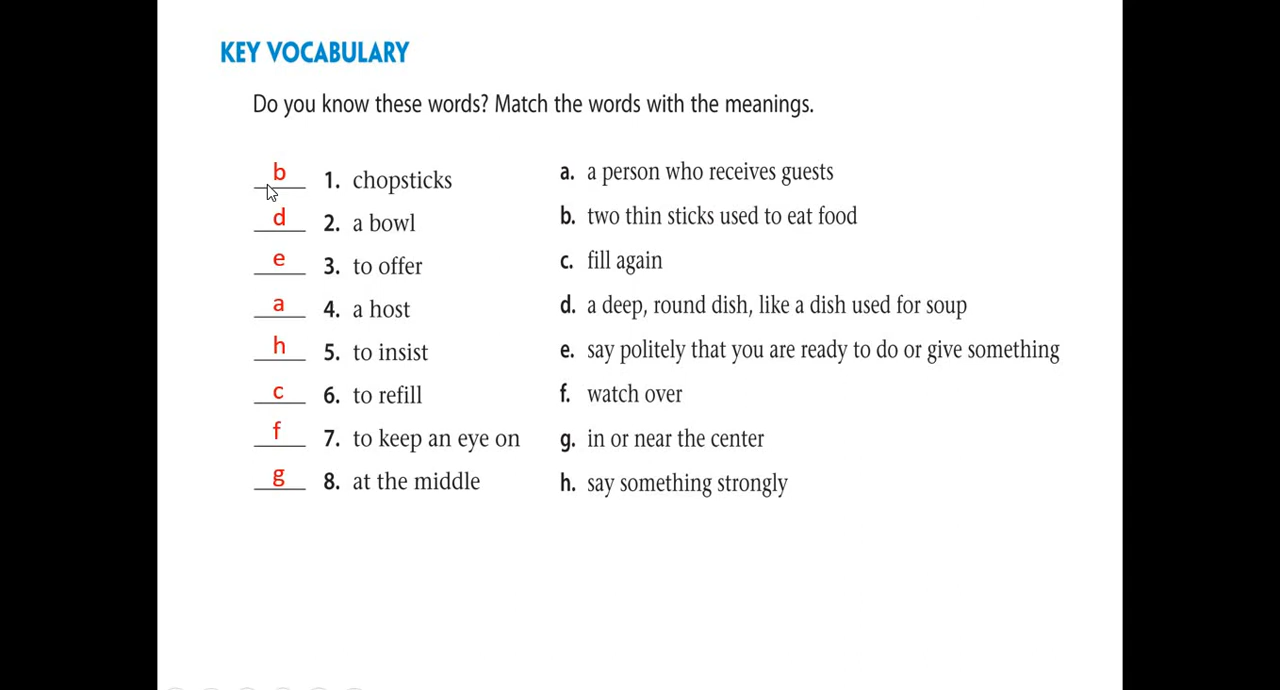 KEY VOCABULARY
Do you know these words? Match the words with the meanings.
b 1. chopsticks
d 2. a bowl
e 3. to offer
a 4. a host
h 5. to insist
c 6. to refill
f 7. to keep an eye on
g 8. at the middle
a. a person who receives guests
b. two thin sticks used to eat food
c. fill again
d. a deep, round dish, like a dish used for soup
e. say politely that you are ready to do or give something
f. watch over
g. in or near the center
h. say something strongly